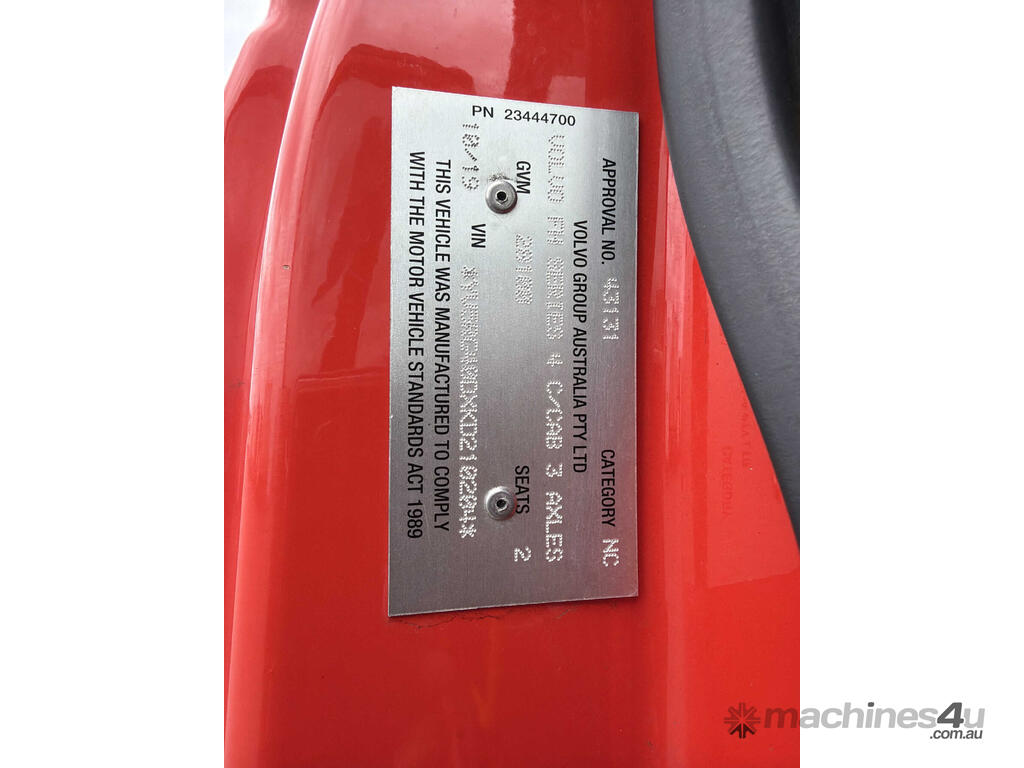 PN 23444700
APPROVAL NO. 43131 CATEGORY NC
VOLVO GROUP AUSTRALIA PTY LTD
VOLVO FH SERIES 4 C/CAB 3 AXLES
GVM SEATS 2
10/19 VIN
THIS VEHICLE WAS MANUFACTURED TO COMPLY
WITH THE MOTOR VEHICLE STANDARDS ACT 1989
machines4u
.com.au